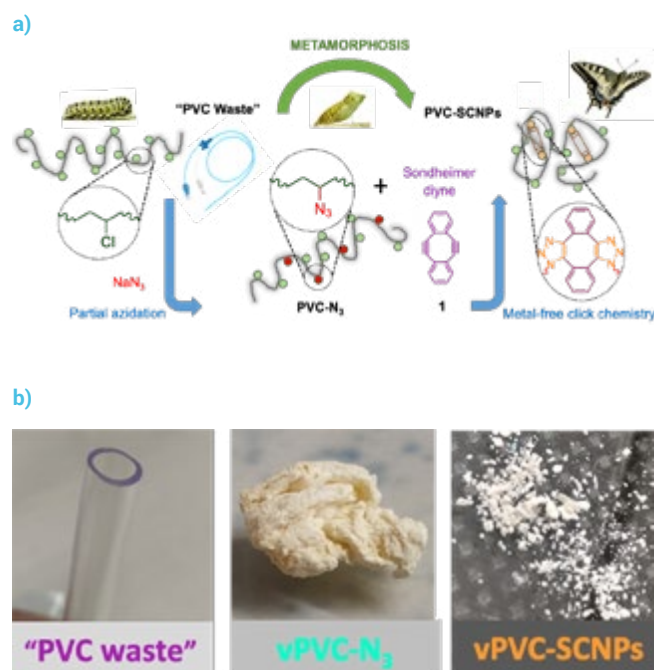 a)
METAMORPHOSIS
"PVC Waste"
PVC-SCNPs
Sondheimer
diyne
+
N₃
Cl
NaN₃
Partial azidation
PVC-N₃
1
Metal-free click chemistry
N N N N N N
b)
"PVC waste"
vPVC-N₃
vPVC-SCNPs